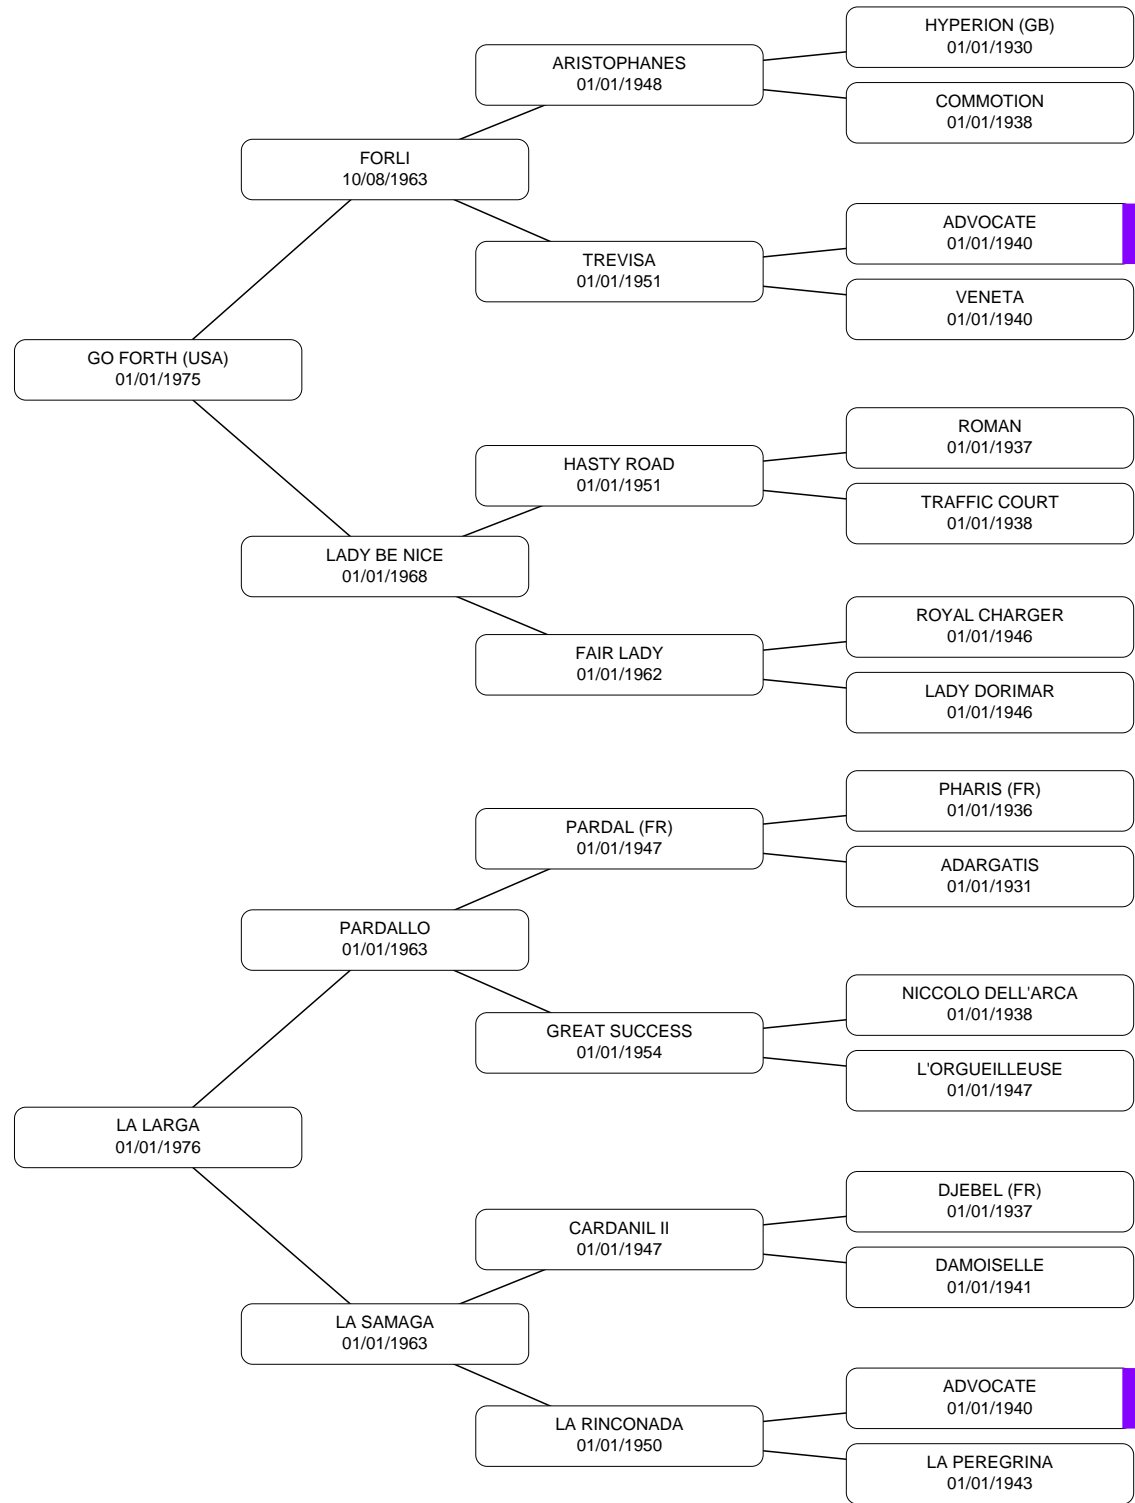 HYPERION (GB)
01/01/1930
ARISTOPHANES
01/01/1948
COMMOTION
01/01/1938
FORLI
10/08/1963
ADVOCATE
01/01/1940
TREVISA
01/01/1951
VENETA
01/01/1940
GO FORTH (USA)
01/01/1975
ROMAN
01/01/1937
HASTY ROAD
01/01/1951
TRAFFIC COURT
01/01/1938
LADY BE NICE
01/01/1968
ROYAL CHARGER
01/01/1946
FAIR LADY
01/01/1962
LADY DORIMAR
01/01/1946
PHARIS (FR)
01/01/1936
PARDAL (FR)
01/01/1947
ADARGATIS
01/01/1931
PARDALLO
01/01/1963
NICCOLO DELL'ARCA
01/01/1938
GREAT SUCCESS
01/01/1954
L'ORGUEILLEUSE
01/01/1947
LA LARGA
01/01/1976
DJEBEL (FR)
01/01/1937
CARDANIL II
01/01/1947
DAMOISELLE
01/01/1941
LA SAMAGA
01/01/1963
ADVOCATE
01/01/1940
LA RINCONADA
01/01/1950
LA PEREGRINA
01/01/1943